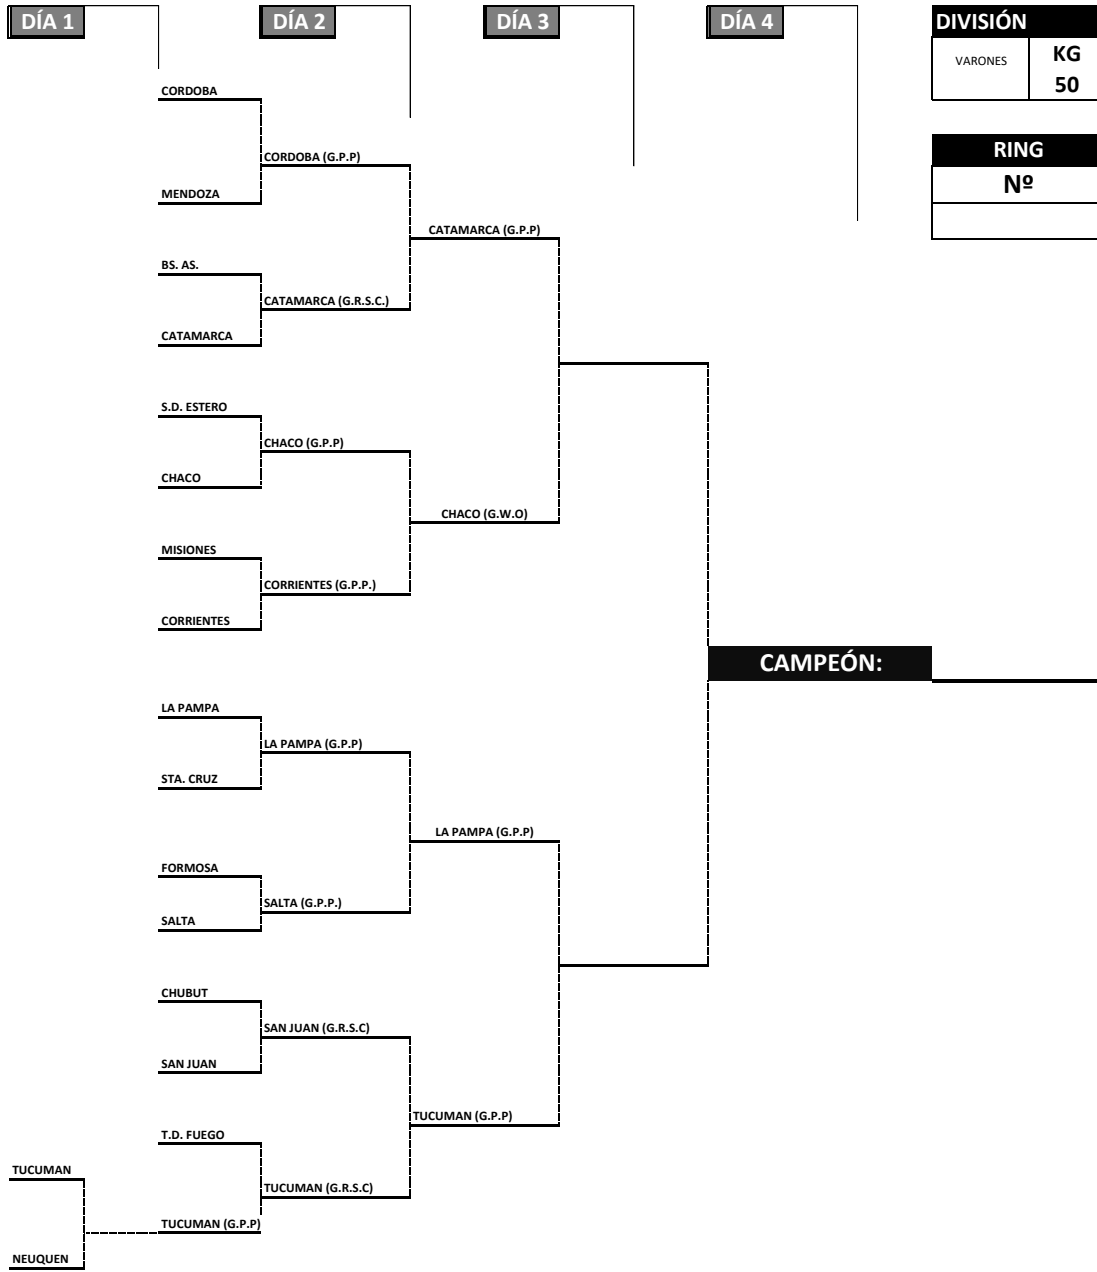 DÍA 1
DÍA 2
DÍA 3
DÍA 4
DIVISIÓN
VARONES
KG
50
RING
Nº
CORDOBA
CORDOBA (G.P.P)
MENDOZA
CATAMARCA (G.P.P)
BS. AS.
CATAMARCA (G.R.S.C.)
CATAMARCA
S.D. ESTERO
CHACO (G.P.P)
CHACO
CHACO (G.W.O)
MISIONES
CORRIENTES (G.P.P.)
CORRIENTES
CAMPEÓN:
LA PAMPA
LA PAMPA (G.P.P)
STA. CRUZ
LA PAMPA (G.P.P)
FORMOSA
SALTA (G.P.P.)
SALTA
CHUBUT
SAN JUAN (G.R.S.C)
SAN JUAN
TUCUMAN (G.P.P)
T.D. FUEGO
TUCUMAN
TUCUMAN (G.R.S.C)
TUCUMAN (G.P.P)
NEUQUEN